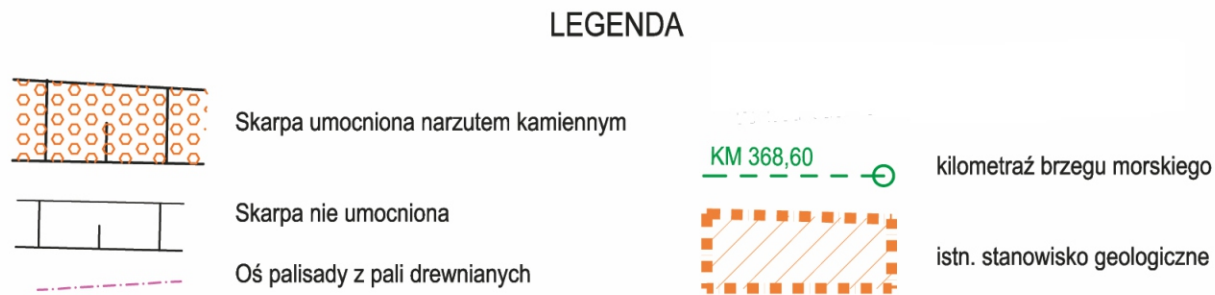 LEGENDA
Skarpa umocniona narzutem kamiennym
Skarpa nie umocniona
Oś palisady z pali drewnianych
KM 368,60
kilometraż brzegu morskiego
istn. stanowisko geologiczne